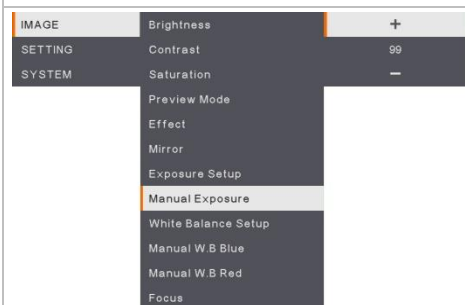 IMAGE
SETTING
SYSTEM
Brightness
Contrast
Saturation
Preview Mode
Effect
Mirror
Exposure Setup
Manual Exposure
White Balance Setup
Manual W.B Blue
Manual W.B Red
Focus
+
99
−